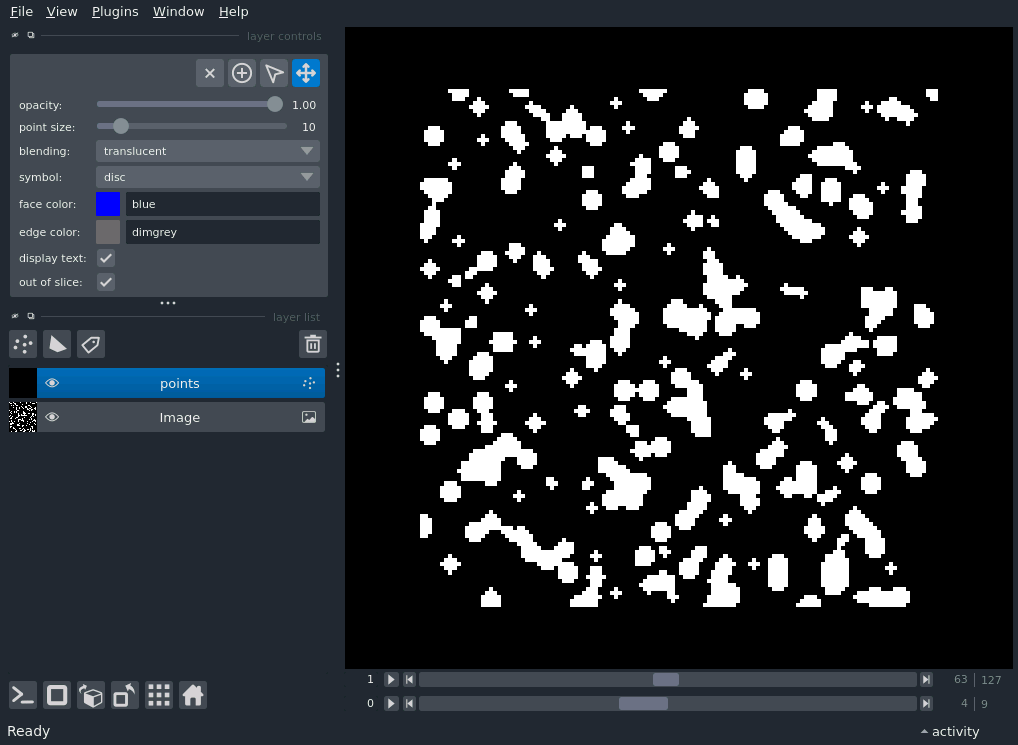 File View Plugins Window Help
layer controls
opacity: 1.00
point size: 10
blending: translucent
symbol: disc
face color: blue
edge color: dimgrey
display text:
out of slice:
layer list
points
Image
1 63 127
0 4 9
Ready activity